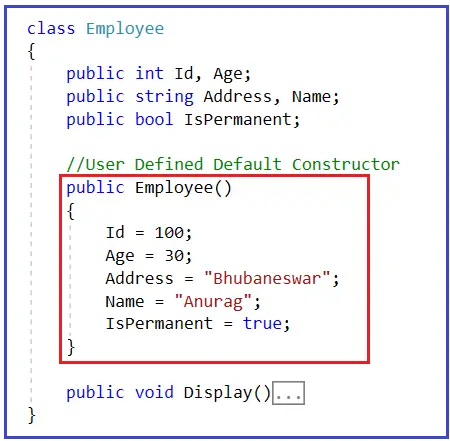 class Employee
{
public int Id, Age;
public string Address, Name;
public bool IsPermanent;
//User Defined Default Constructor
public Employee()
{
Id = 100;
Age = 30;
Address = "Bhubaneswar";
Name = "Anurag";
IsPermanent = true;
}
public void Display()...
}